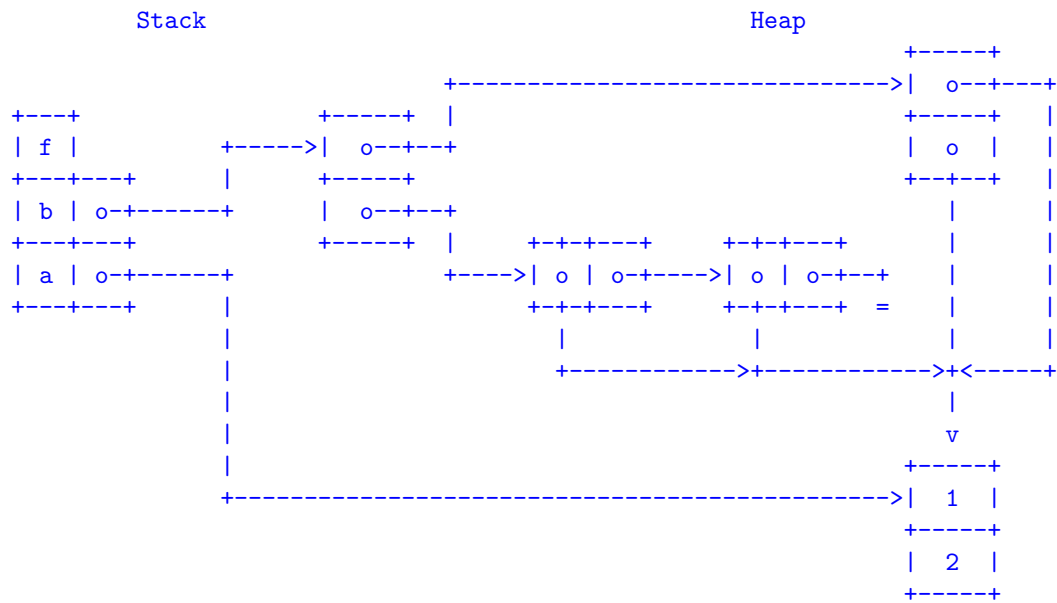 Stack                                      Heap
                                                                +-----+
                               +------------------------------->|  o--+---+
+---+                 +-----+  |                                +-----+   |
| f |          +----->|  o--+--+                                |  o  |   |
+---+---+      |      +-----+                                   +--+--+   |
| b | o-+------+      |  o--+--+                                   |      |
+---+---+             +-----+  |     +-+-+---+     +-+-+---+       |      |
| a | o-+------+               +---->| o | o-+---->| o | o-+--+    |      |
+---+---+      |                     +-+-+---+     +-+-+---+  =    |      |
               |                       |             |             |      |
               |                       +------------>+------------>+<-----+
               |                                                   |
               |                                                   v
               |                                                +-----+
               +----------------------------------------------->|  1  |
                                                                +-----+
                                                                |  2  |
                                                                +-----+